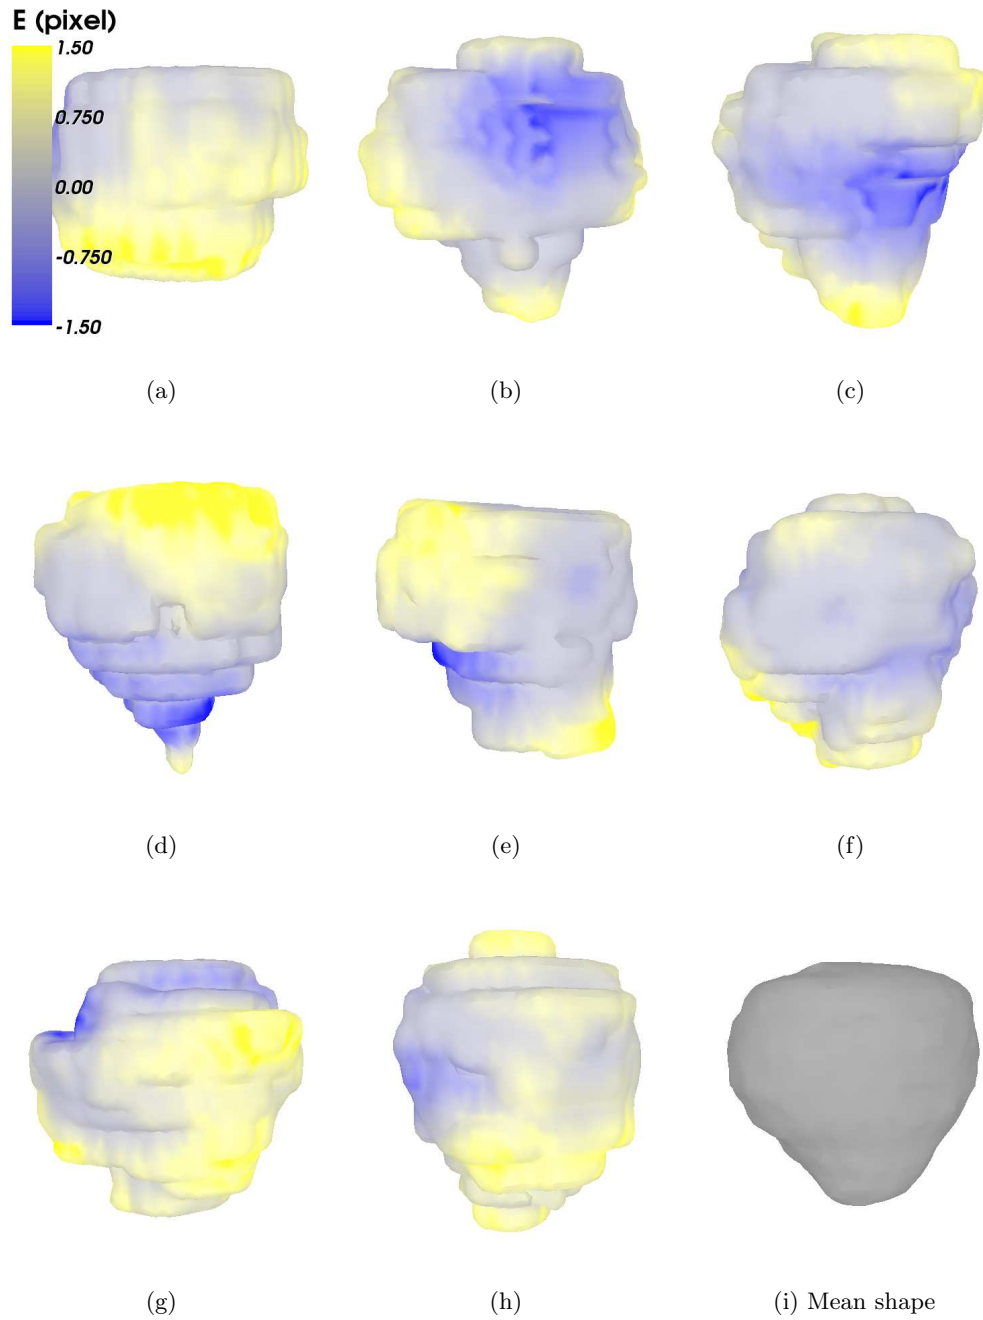 E (pixel)
1.50
0.750
0.00
-0.750
-1.50
(a)
(b)
(c)
(d)
(e)
(f)
(g)
(h)
(i) Mean shape